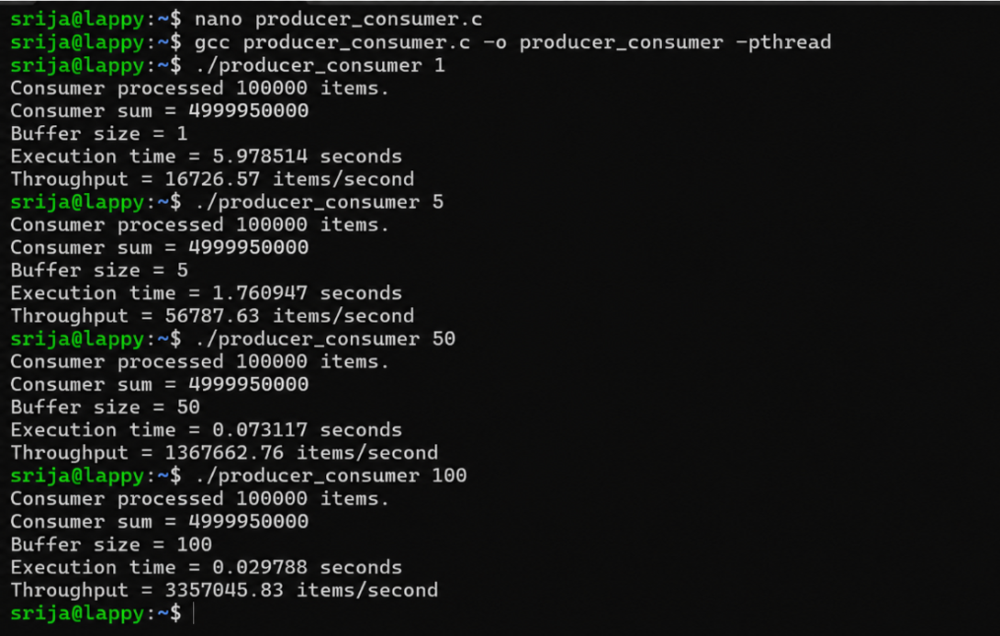 srija@lappy:~$ nano producer_consumer.c
srija@lappy:~$ gcc producer_consumer.c -o producer_consumer -pthread
srija@lappy:~$ ./producer_consumer 1
Consumer processed 100000 items.
Consumer sum = 4999950000
Buffer size = 1
Execution time = 5.978514 seconds
Throughput = 16726.57 items/second
srija@lappy:~$ ./producer_consumer 5
Consumer processed 100000 items.
Consumer sum = 4999950000
Buffer size = 5
Execution time = 1.760947 seconds
Throughput = 56787.63 items/second
srija@lappy:~$ ./producer_consumer 50
Consumer processed 100000 items.
Consumer sum = 4999950000
Buffer size = 50
Execution time = 0.073117 seconds
Throughput = 1367662.76 items/second
srija@lappy:~$ ./producer_consumer 100
Consumer processed 100000 items.
Consumer sum = 4999950000
Buffer size = 100
Execution time = 0.029788 seconds
Throughput = 3357045.83 items/second
srija@lappy:~$